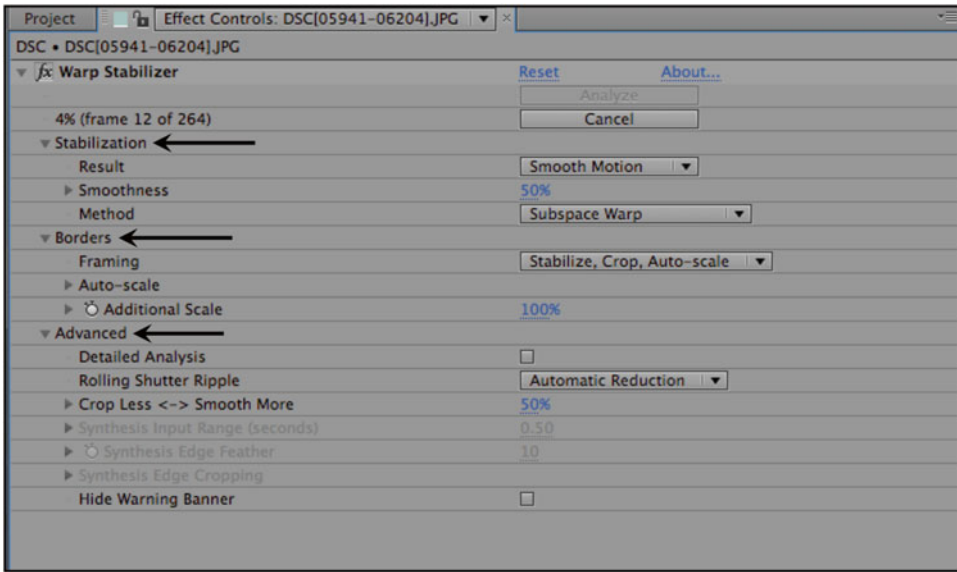 Project Effect Controls: DSC[05941-06204].JPG
DSC • DSC[05941-06204].JPG
fx Warp Stabilizer Reset About...
Analyze
4% (frame 12 of 264) Cancel
Stabilization
Result Smooth Motion
Smoothness 50%
Method Subspace Warp
Borders
Framing Stabilize, Crop, Auto-scale
Auto-scale
Additional Scale 100%
Advanced
Detailed Analysis
Rolling Shutter Ripple Automatic Reduction
Crop Less <-> Smooth More 50%
Synthesis Input Range (seconds) 0.50
Synthesis Edge Feather 10
Synthesis Edge Cropping
Hide Warning Banner